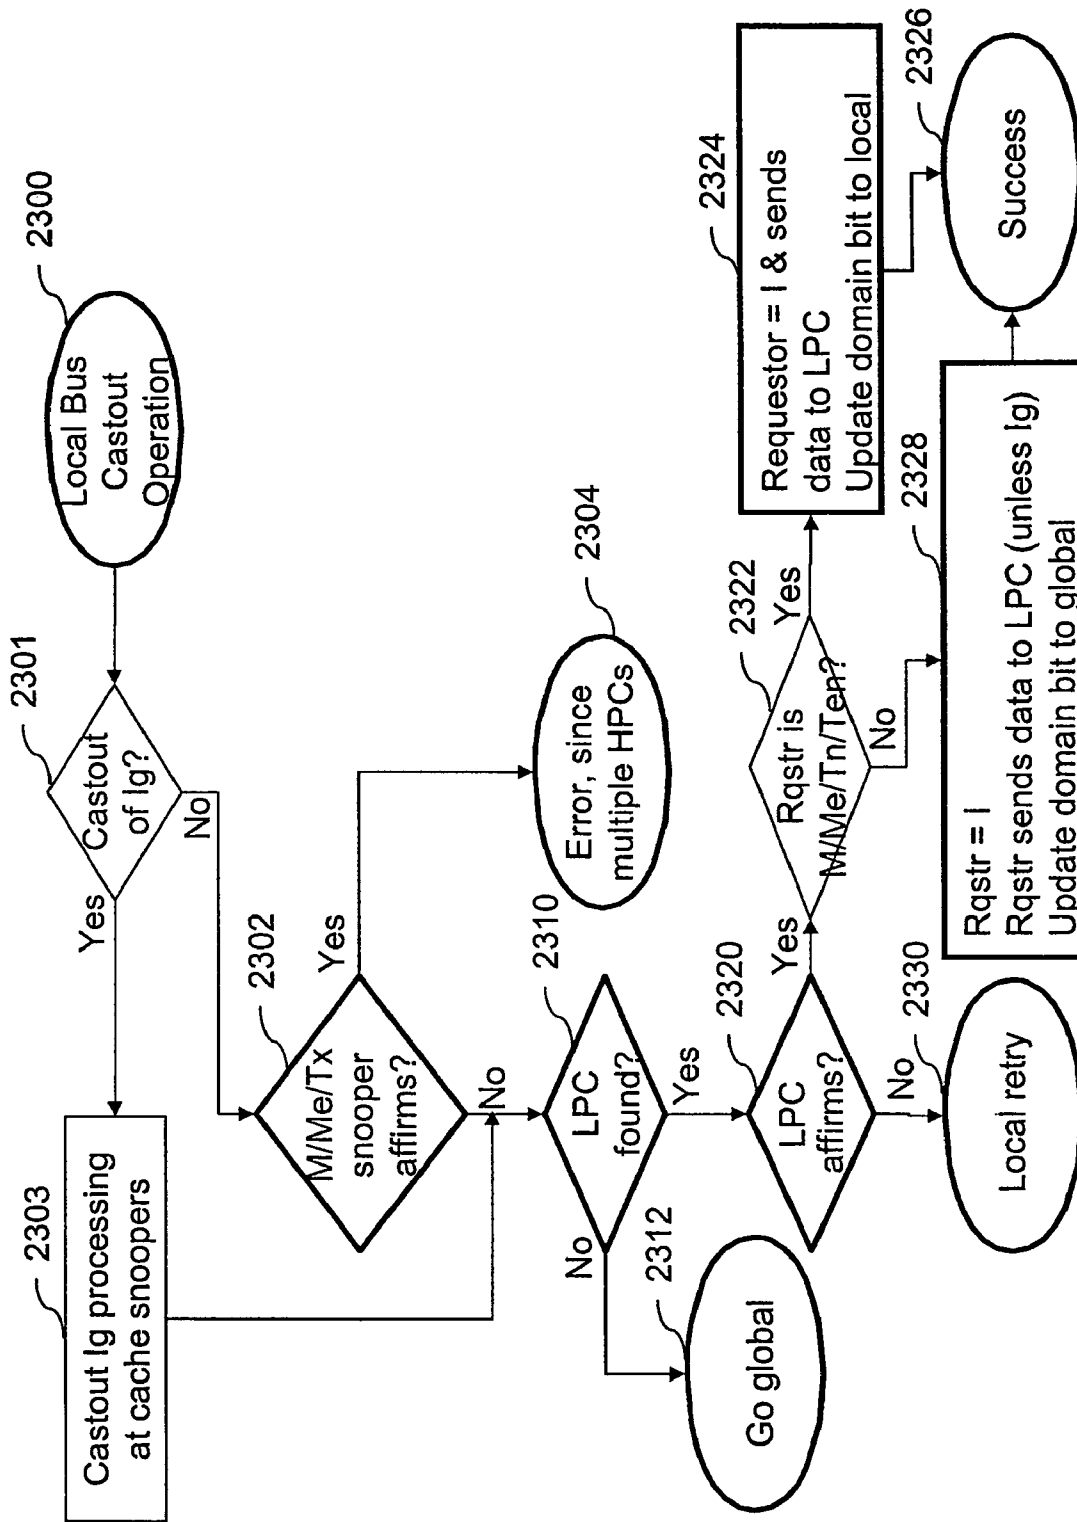 2300
Local Bus
Castout
Operation
2301
Castout
of Ig?
Yes
No
2303
Castout Ig processing
at cache snoopers
2302
M/Me/Tx
snooper
affirms?
Yes
No
2304
Error, since
multiple HPCs
2310
LPC
found?
No
Yes
2312
Go global
2320
LPC
affirms?
Yes
No
2322
Rqstr is
M/Me/Tn/Ten?
Yes
No
2324
Requestor = I & sends
data to LPC
Update domain bit to local
2326
Success
2328
Rqstr = I
Rqstr sends data to LPC (unless Ig)
Update domain bit to global
2330
Local retry